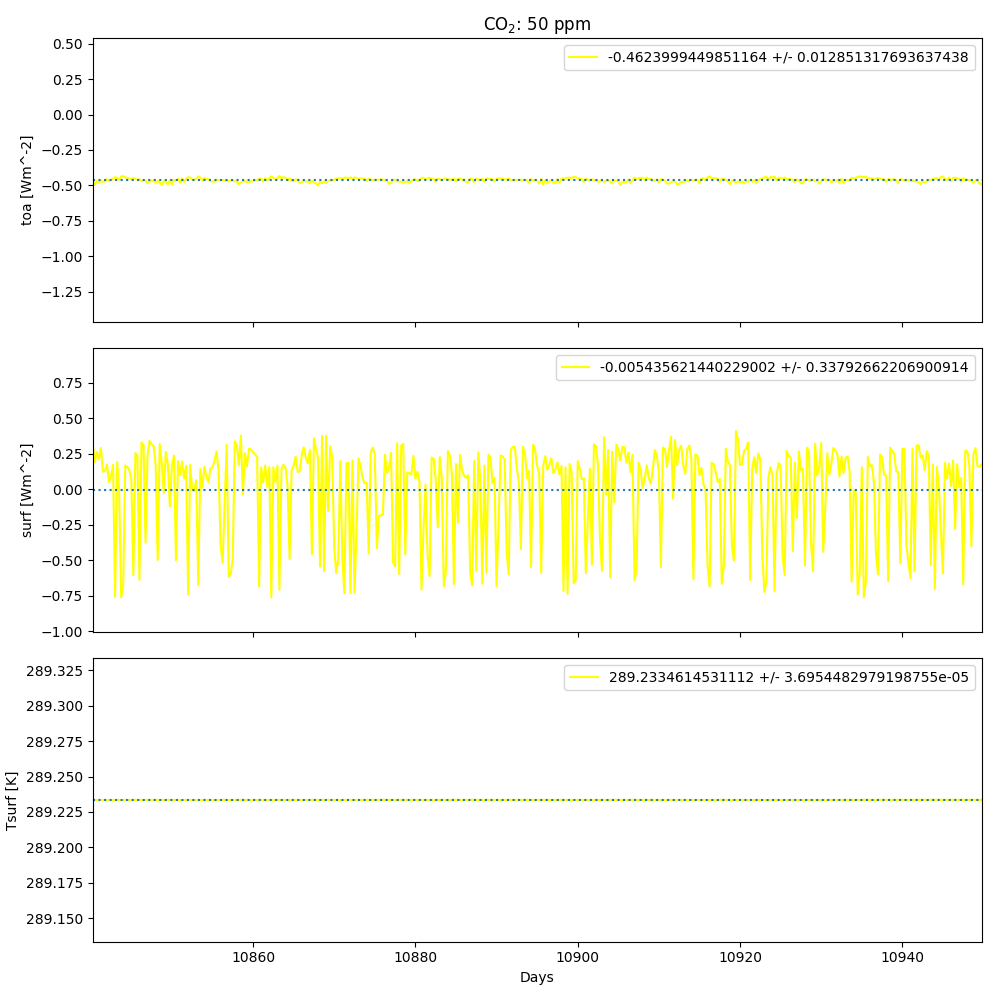 CO₂: 50 ppm
-0.4623999449851164 +/- 0.012851317693637438
0.50
0.25
0.00
−0.25
−0.50
−0.75
−1.00
−1.25
toa [Wm^-2]
-0.005435621440229002 +/- 0.33792662206900914
0.75
0.50
0.25
0.00
−0.25
−0.50
−0.75
−1.00
surf [Wm^-2]
289.2334614531112 +/- 3.6954482979198755e-05
289.325
289.300
289.275
289.250
289.225
289.200
289.175
289.150
Tsurf [K]
10860 10880 10900 10920 10940
Days